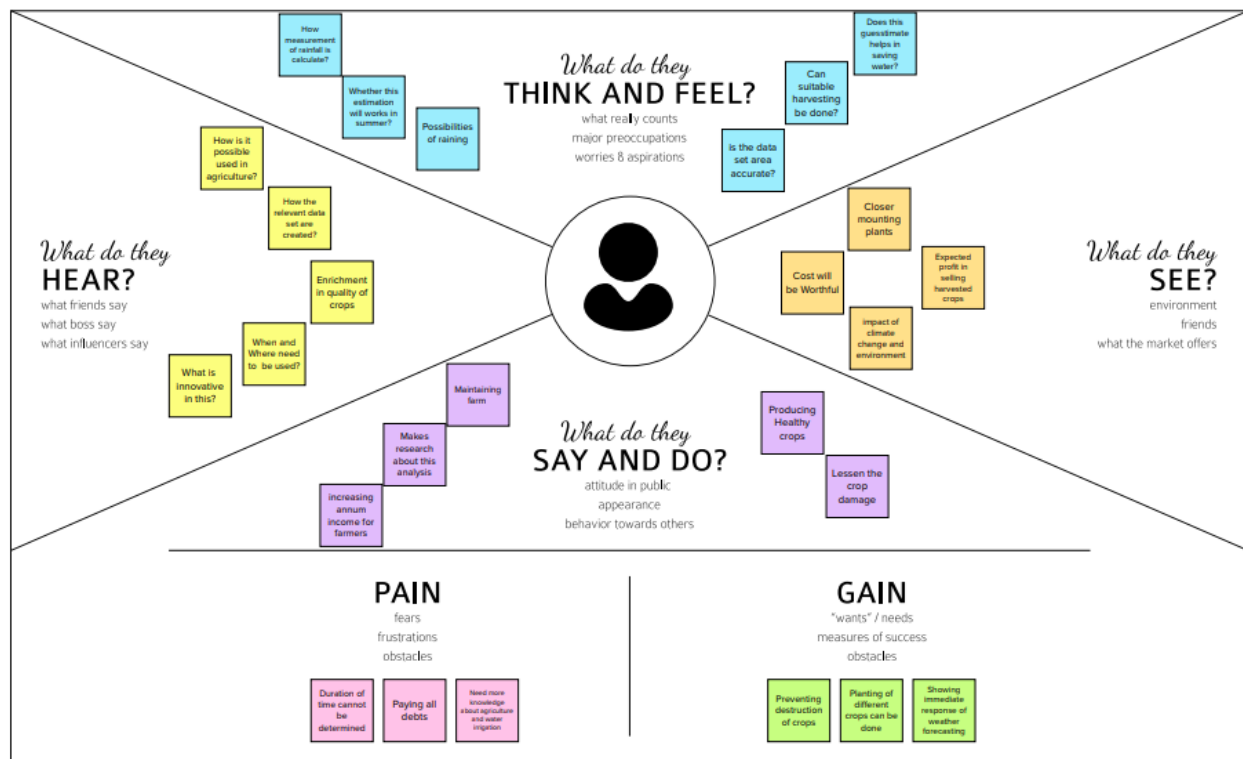 What do they
THINK AND FEEL?
what really counts
major preoccupations
worries & aspirations
How
measurement
of rainfall is
calculate?
Whether this
estimation
will works in
summer?
Possibilities
of raining
Does this
guesstimate
helps in
saving
water?
Can
suitable
harvesting
be done?
is the data
set area
accurate?
What do they
HEAR?
what friends say
what boss say
what influencers say
How is it
possible
used in
agriculture?
How the
relevant data
set are
created?
Enrichment
in quality of
crops
When and
Where need
to be used?
What is
innovative
in this?
What do they
SEE?
environment
friends
what the market offers
Closer
mounting
plants
Cost will
be Worthful
Expected
profit in
selling
harvested
crops
impact of
climate
change and
environment
What do they
SAY AND DO?
attitude in public
appearance
behavior towards others
Maintaining
farm
Makes
research
about this
analysis
increasing
annum
income for
farmers
Producing
Healthy
crops
Lessen the
crop
damage
PAIN
fears
frustrations
obstacles
Duration of
time cannot
be
determined
Paying all
debts
Need more
knowledge
about agriculture
and water
irrigation
GAIN
"wants" / needs
measures of success
obstacles
Preventing
destruction
of crops
Planting of
different
crops can be
done
Showing
immediate
response of
weather
forecasting